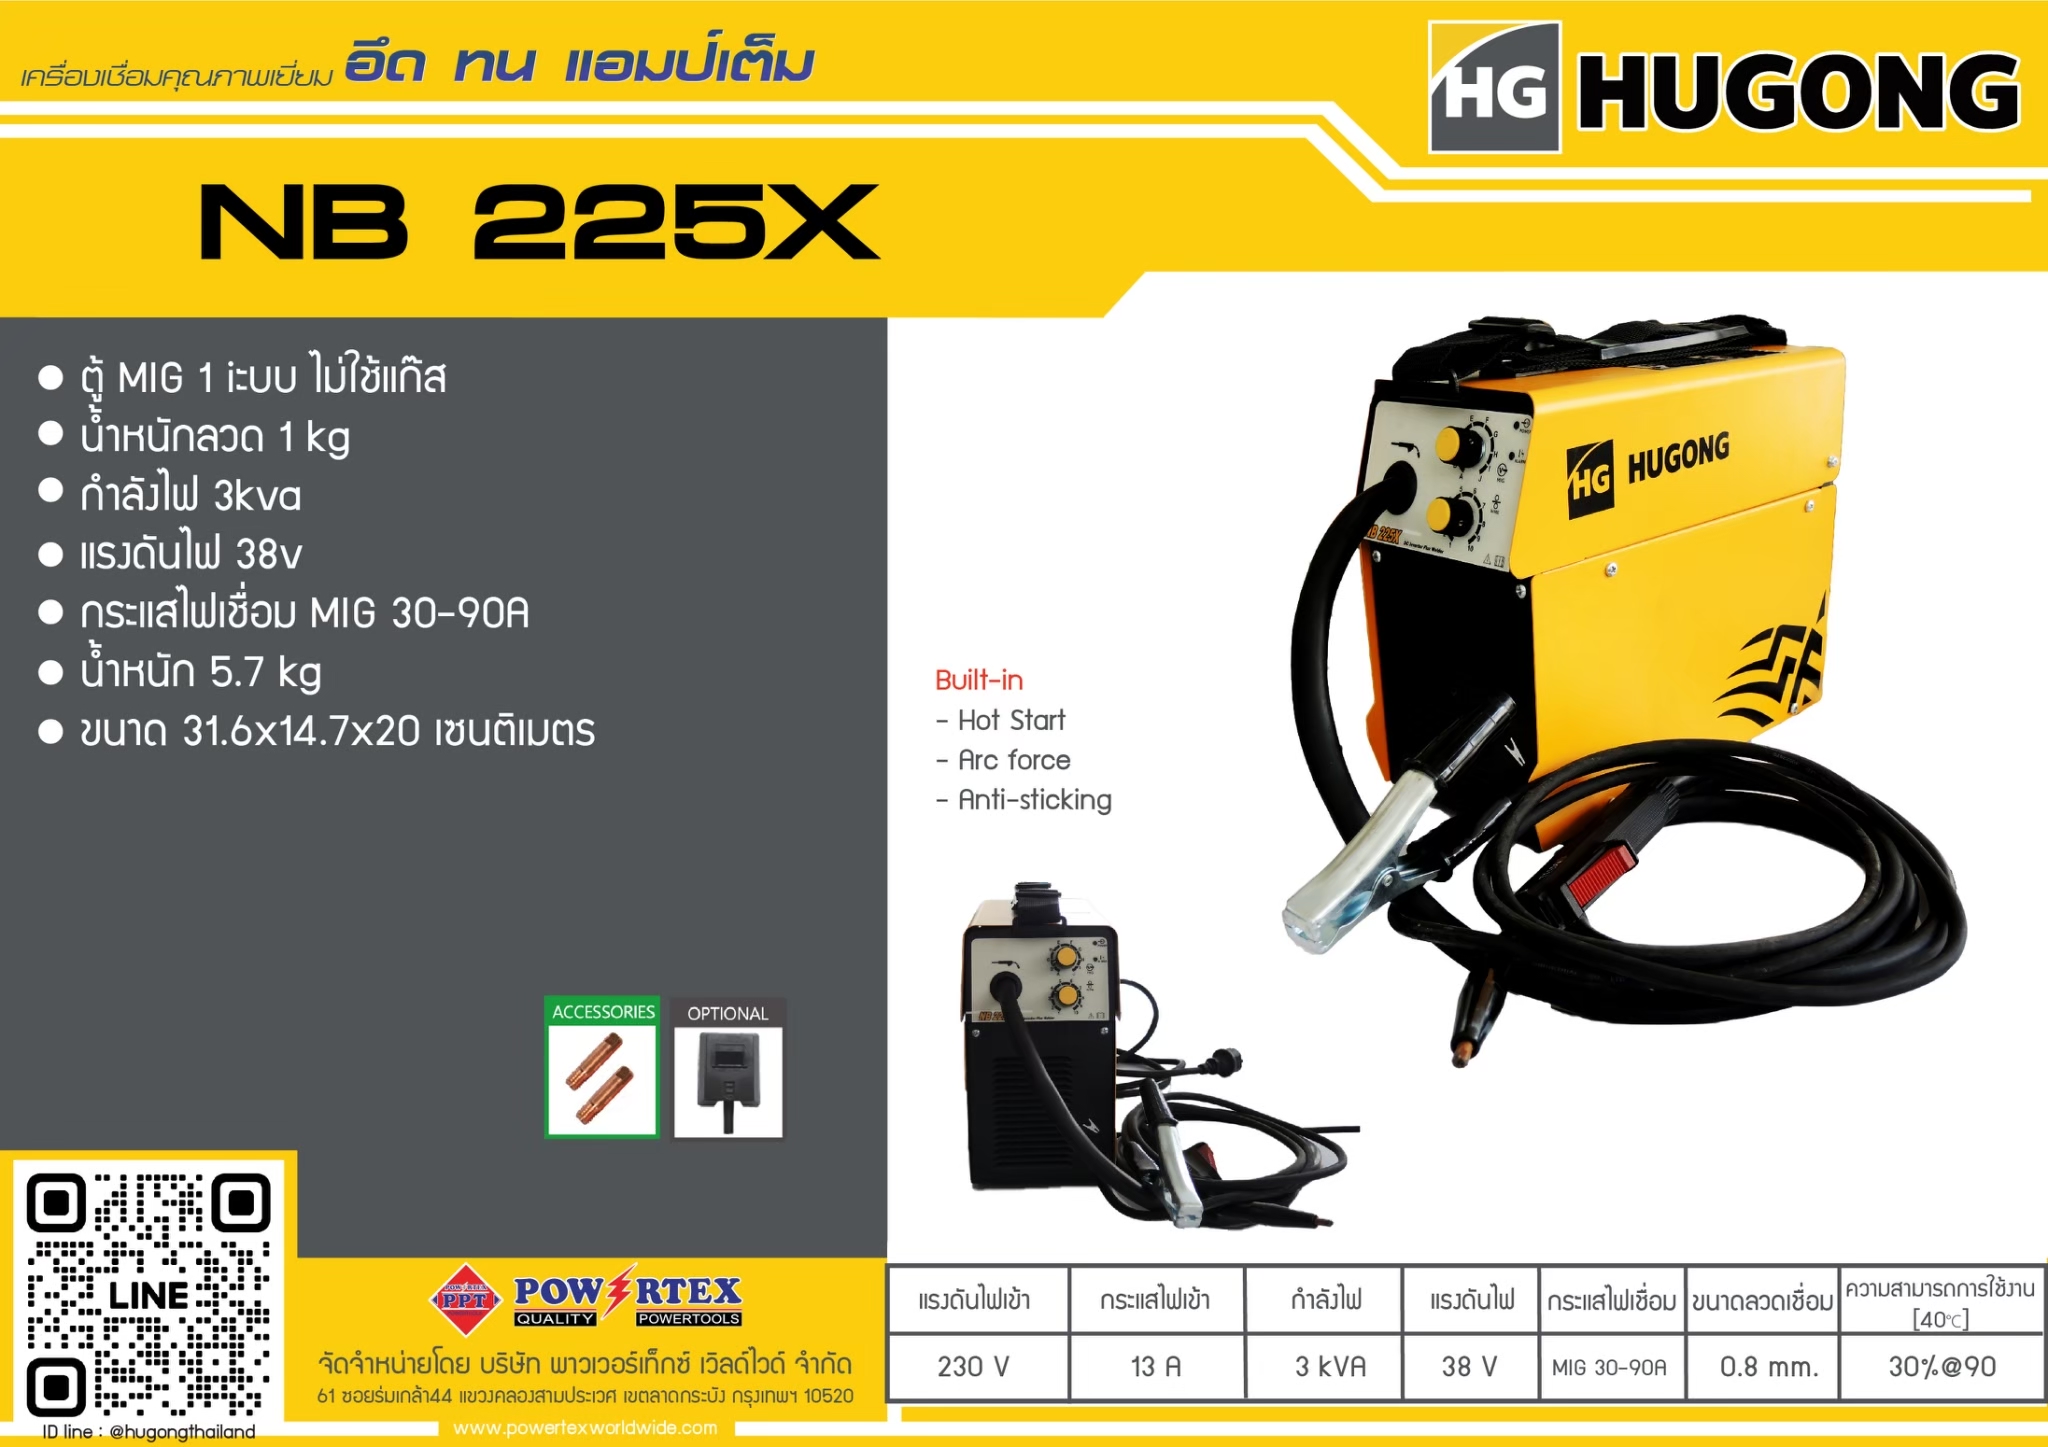 เครื่องเชื่อมคุณภาพเยี่ยม อึด ทน แอมป์เต็ม
HG HUGONG
NB 225X
ตู้ MIG 1 ระบบ ไม่ใช้แก๊ส
น้ำหนักลวด 1 kg
กำลังไฟ 3kva
แรงดันไฟ 38v
กระแสไฟเชื่อม MIG 30-90A
น้ำหนัก 5.7 kg
ขนาด 31.6x14.7x20 เซนติเมตร
HG HUGONG
NB 225X
Built-in
- Hot Start
- Arc force
- Anti-sticking
ACCESSORIES
OPTIONAL
LINE
ID line : @hugongthailand
PPT
POWERTEX
QUALITY POWERTOOLS
จัดจำหน่ายโดย บริษัท พาวเวอร์เท็กซ์ เวิลด์ไวด์ จำกัด
61 ซอยร่มเกล้า44 แขวงคลองสามประเวศ เขตลาดกระบัง กรุงเทพฯ 10520
www.powertexworldwide.com
แรงดันไฟเข้า กระแสไฟเข้า กำลังไฟ แรงดันไฟ กระแสไฟเชื่อม ขนาดลวดเชื่อม ความสามารถการใช้งาน [40°C]
230 V 13 A 3 kVA 38 V MIG 30-90A 0.8 mm. 30%@90